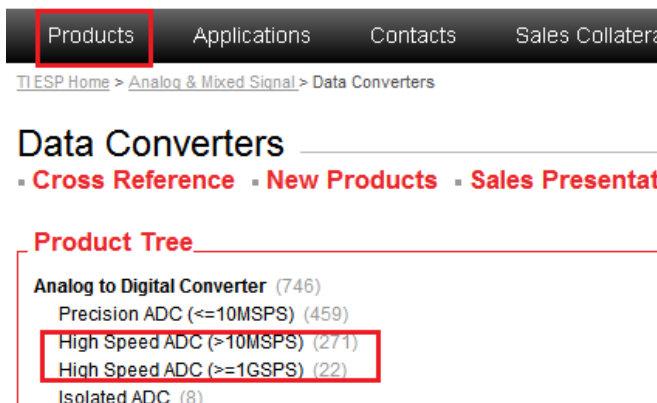 Products Applications Contacts Sales Collatera
TI ESP Home > Analog & Mixed Signal > Data Converters
Data Converters
Cross Reference New Products Sales Presentat
Product Tree
Analog to Digital Converter (746)
Precision ADC (<=10MSPS) (459)
High Speed ADC (>10MSPS) (271)
High Speed ADC (>=1GSPS) (22)
Isolated ADC (8)